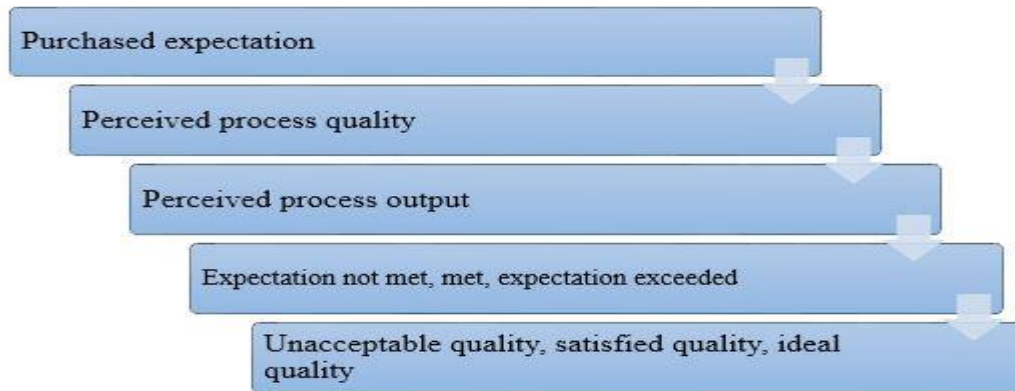 Purchased expectation
Perceived process quality
Perceived process output
Expectation not met, met, expectation exceeded
Unacceptable quality, satisfied quality, ideal
quality